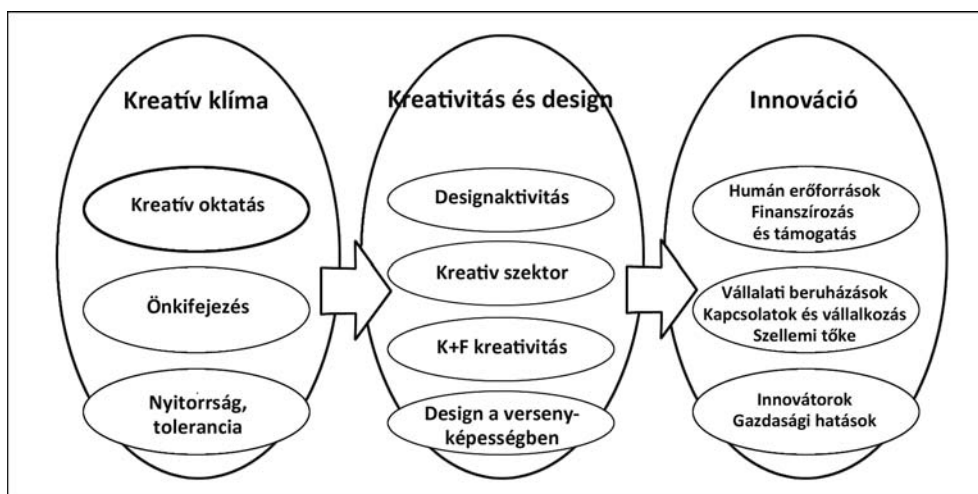 Kreatív klíma
Kreatív oktatás
Önkifejezés
Nyitorrság,
tolerancia
Kreativitás és design
Designaktivitás
Kreativ szektor
K+F kreativitás
Design a verseny-
képességben
Innováció
Humán erőforrások
Finanszírozás
és támogatás
Vállalati beruházások
Kapcsolatok és vállalkozás
Szellemi tőke
Innovátorok
Gazdasági hatások